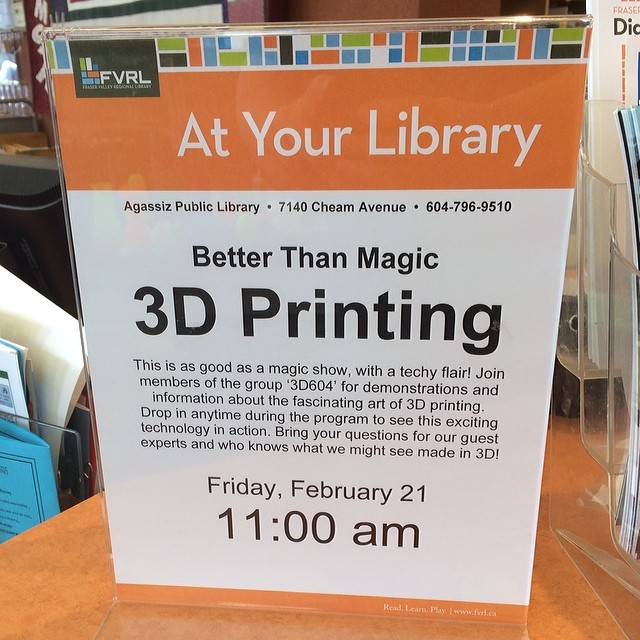 FVRL
FRASER VALLEY REGIONAL LIBRARY
At Your Library
Agassiz Public Library • 7140 Cheam Avenue • 604-796-9510
Better Than Magic
3D Printing
This is as good as a magic show, with a techy flair! Join
members of the group ‘3D604’ for demonstrations and
information about the fascinating art of 3D printing.
Drop in anytime during the program to see this exciting
technology in action. Bring your questions for our guest
experts and who knows what we might see made in 3D!
Friday, February 21
11:00 am
Read. Learn. Play. | www.fvrl.ca